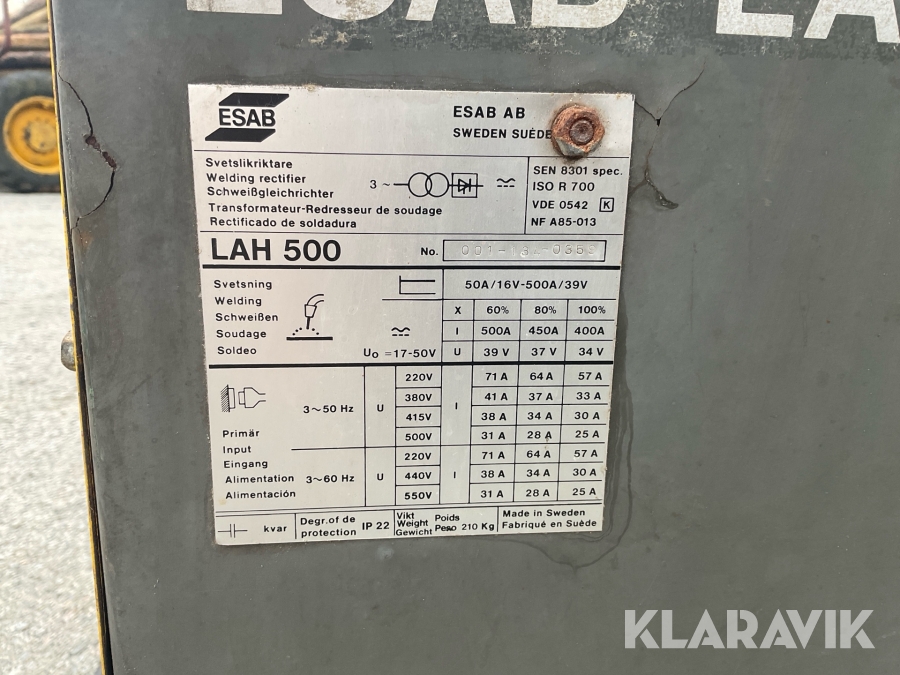 ESAB LA
ESAB
ESAB AB
SWEDEN SUÉDE
Svetslikriktare
Welding rectifier
Schweißgleichrichter
Transformateur-Redresseur de soudage
Rectificado de soldadura
3 ~
SEN 8301 spec.
ISO R 700
VDE 0542 K
NF A85-013
LAH 500 No.
Svetsning
Welding
Schweißen
Soudage
Soldeo
U₀ =17-50V
50A/16V-500A/39V
X 60% 80% 100%
I 500A 450A 400A
U 39 V 37 V 34 V
Primär
Input
Eingang
Alimentation
Alimentación
3~50 Hz U I
220V 71 A 64 A 57 A
380V 41 A 37 A 33 A
415V 38 A 34 A 30 A
500V 31 A 28 A 25 A
3~60 Hz U I
220V 71 A 64 A 57 A
440V 38 A 34 A 30 A
550V 31 A 28 A 25 A
kvar
Degr. of de
protection IP 22
Vikt Poids
Weight Peso 210 Kg
Gewicht
Made in Sweden
Fabriqué en Suède
KLARAVIK